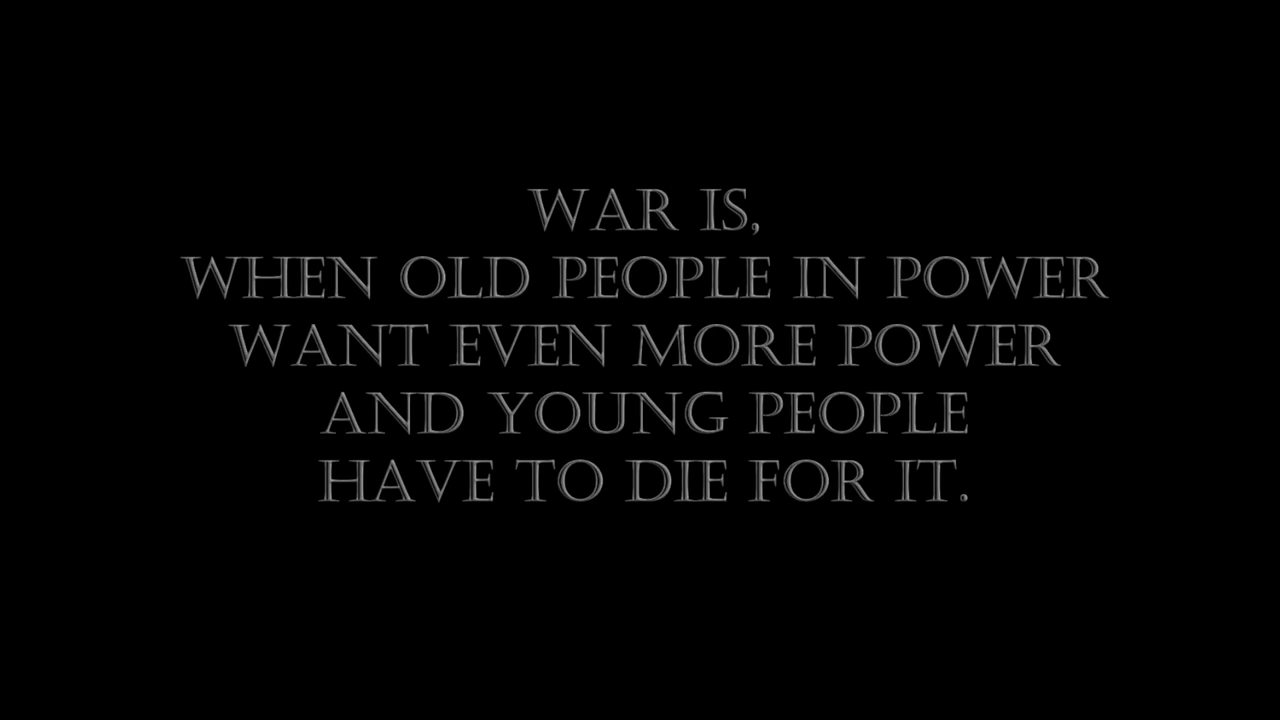 WAR IS,
WHEN OLD PEOPLE IN POWER
WANT EVEN MORE POWER
AND YOUNG PEOPLE
HAVE TO DIE FOR IT.